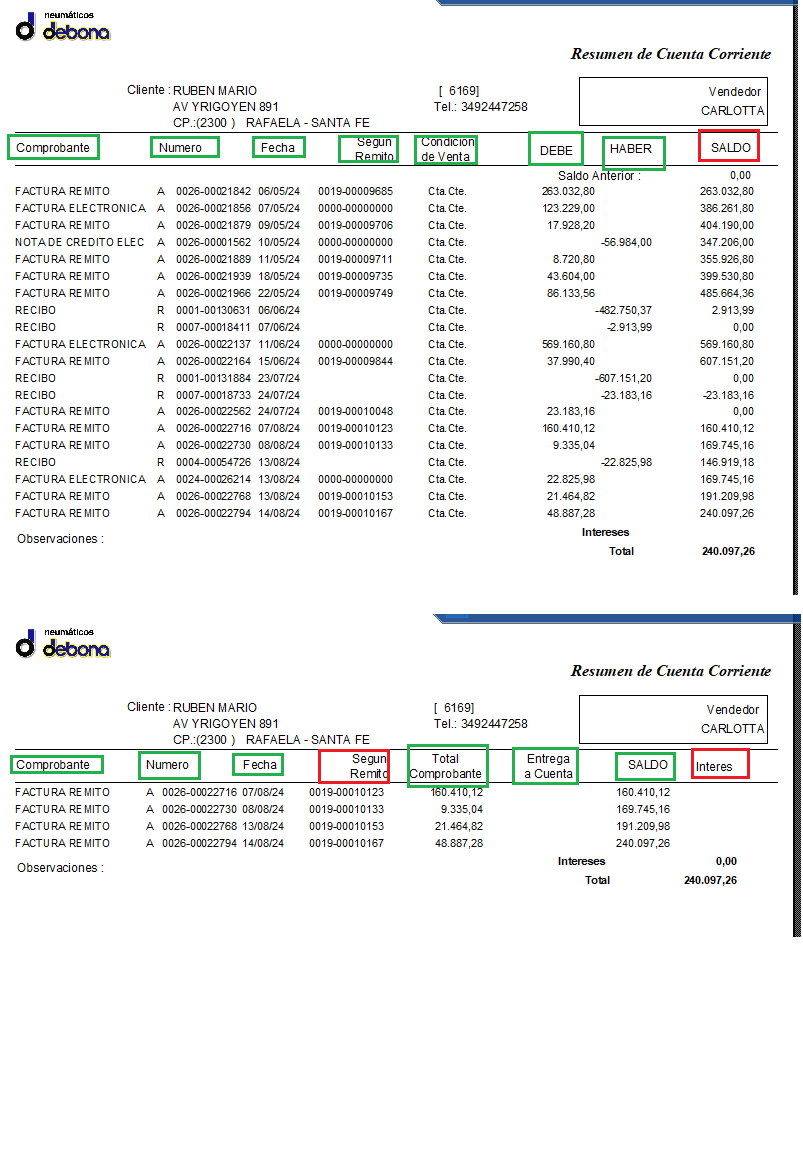 neumáticos
debona
Resumen de Cuenta Corriente
Cliente : RUBEN MARIO [ 6169] Vendedor
AV YRIGOYEN 891 Tel.: 3492447258 CARLOTTA
CP.:(2300 ) RAFAELA - SANTA FE
Comprobante Numero Fecha Segun Remito Condicion de Venta DEBE HABER SALDO
Saldo Anterior : 0,00
FACTURA REMITO A 0026-00021842 06/05/24 0019-00009685 Cta.Cte. 263.032,80 263.032,80
FACTURA ELECTRONICA A 0026-00021856 07/05/24 0000-00000000 Cta.Cte. 123.229,00 386.261,80
FACTURA REMITO A 0026-00021879 09/05/24 0019-00009706 Cta.Cte. 17.928,20 404.190,00
NOTA DE CREDITO ELEC A 0026-00001562 10/05/24 0000-00000000 Cta.Cte. -56.984,00 347.206,00
FACTURA REMITO A 0026-00021889 11/05/24 0019-00009711 Cta.Cte. 8.720,80 355.926,80
FACTURA REMITO A 0026-00021939 18/05/24 0019-00009735 Cta.Cte. 43.604,00 399.530,80
FACTURA REMITO A 0026-00021966 22/05/24 0019-00009749 Cta.Cte. 86.133,56 485.664,36
RECIBO R 0001-00130631 06/06/24 Cta.Cte. -482.750,37 2.913,99
RECIBO R 0007-00018411 07/06/24 Cta.Cte. -2.913,99 0,00
FACTURA ELECTRONICA A 0026-00022137 11/06/24 0000-00000000 Cta.Cte. 569.160,80 569.160,80
FACTURA REMITO A 0026-00022164 15/06/24 0019-00009844 Cta.Cte. 37.990,40 607.151,20
RECIBO R 0001-00131884 23/07/24 Cta.Cte. -607.151,20 0,00
RECIBO R 0007-00018733 24/07/24 Cta.Cte. -23.183,16 -23.183,16
FACTURA REMITO A 0026-00022562 24/07/24 0019-00010048 Cta.Cte. 23.183,16 0,00
FACTURA REMITO A 0026-00022716 07/08/24 0019-00010123 Cta.Cte. 160.410,12 160.410,12
FACTURA REMITO A 0026-00022730 08/08/24 0019-00010133 Cta.Cte. 9.335,04 169.745,16
RECIBO R 0004-00054726 13/08/24 Cta.Cte. -22.825,98 146.919,18
FACTURA ELECTRONICA A 0024-00026214 13/08/24 0000-00000000 Cta.Cte. 22.825,98 169.745,16
FACTURA REMITO A 0026-00022768 13/08/24 0019-00010153 Cta.Cte. 21.464,82 191.209,98
FACTURA REMITO A 0026-00022794 14/08/24 0019-00010167 Cta.Cte. 48.887,28 240.097,26
Observaciones : Intereses
Total 240.097,26
neumáticos
debona
Resumen de Cuenta Corriente
Cliente : RUBEN MARIO [ 6169] Vendedor
AV YRIGOYEN 891 Tel.: 3492447258 CARLOTTA
CP.:(2300 ) RAFAELA - SANTA FE
Comprobante Numero Fecha Segun Remito Total Comprobante Entrega a Cuenta SALDO Interes
FACTURA REMITO A 0026-00022716 07/08/24 0019-00010123 160.410,12 160.410,12
FACTURA REMITO A 0026-00022730 08/08/24 0019-00010133 9.335,04 169.745,16
FACTURA REMITO A 0026-00022768 13/08/24 0019-00010153 21.464,82 191.209,98
FACTURA REMITO A 0026-00022794 14/08/24 0019-00010167 48.887,28 240.097,26
Observaciones : Intereses 0,00
Total 240.097,26